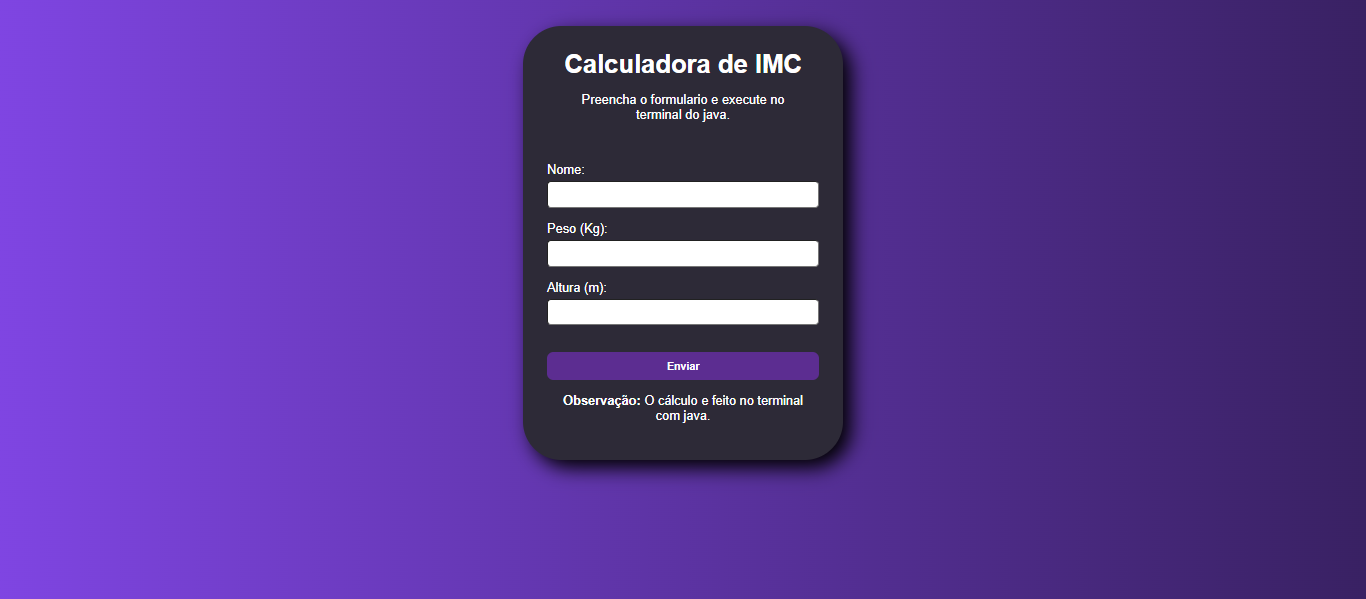 Calculadora de IMC
Preencha o formulario e execute no
terminal do java.
Nome:
Peso (Kg):
Altura (m):
Enviar
Observação: O cálculo e feito no terminal
com java.